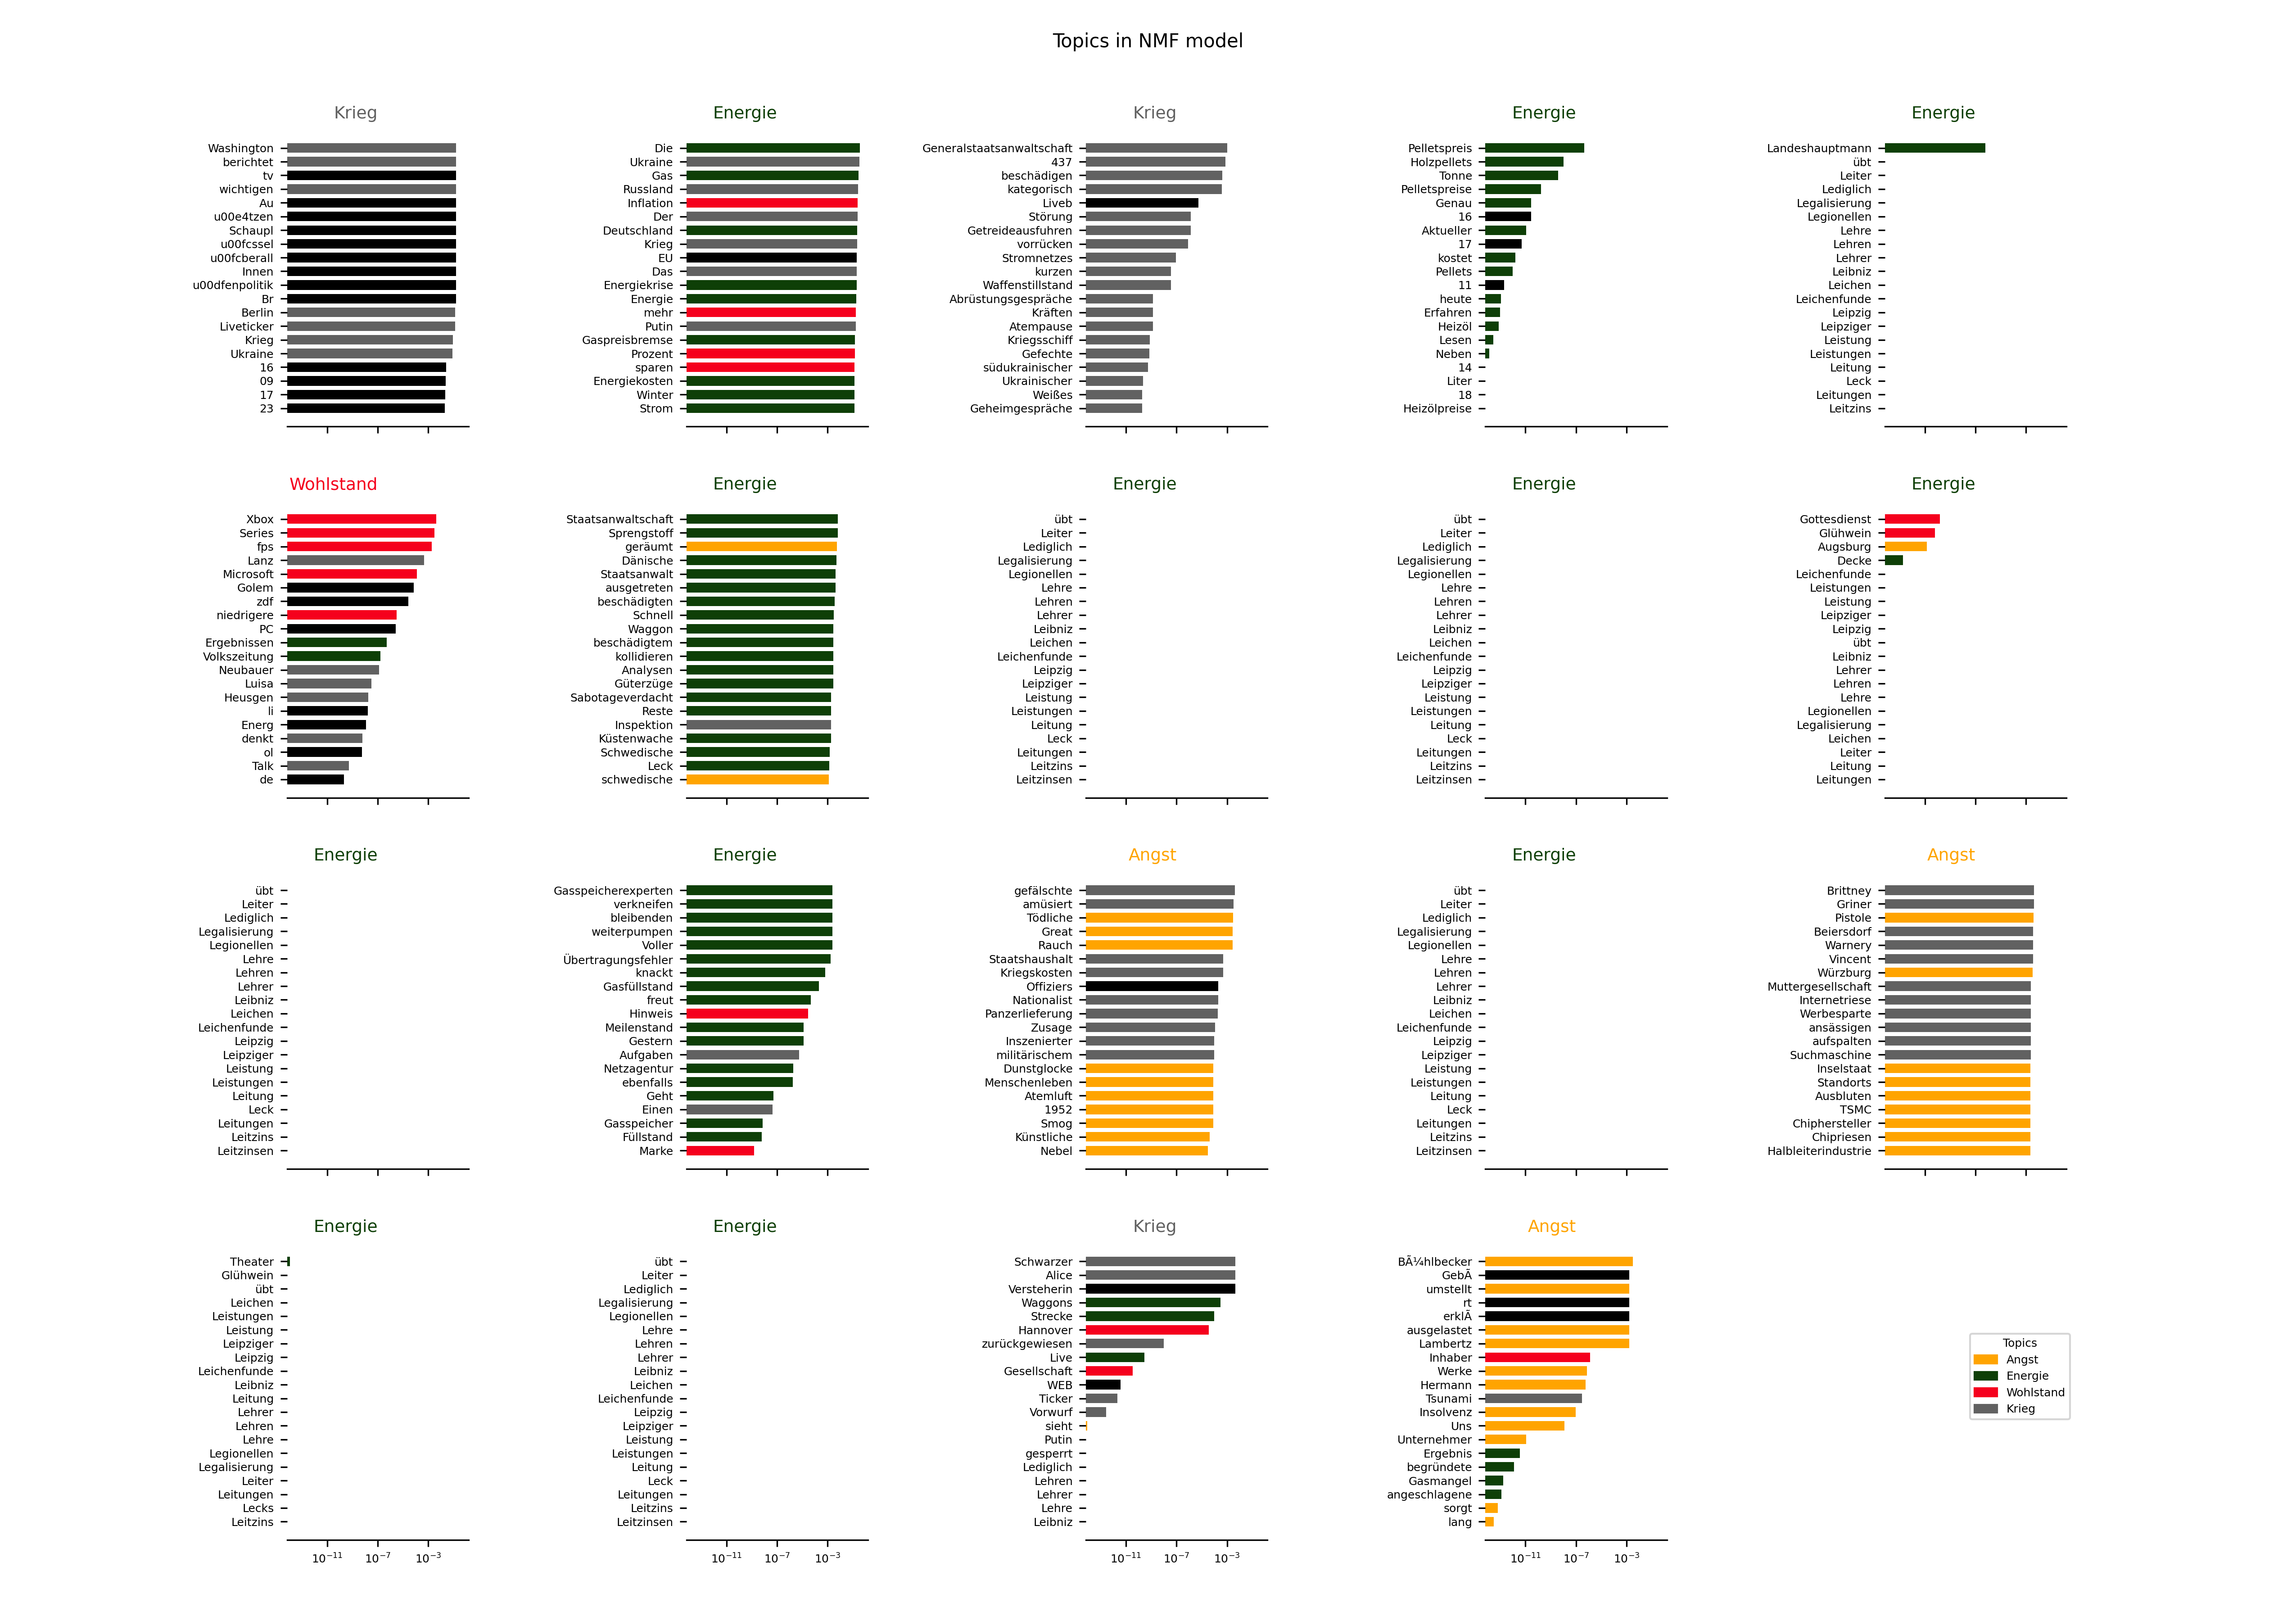 Topics in NMF model
Krieg
Washington
berichtet
tv
wichtigen
Au
u00e4tzen
Schaupl
u00fcssel
u00fcberall
Innen
u00dfenpolitik
Br
Berlin
Liveticker
Krieg
Ukraine
16
09
17
23
Energie
Die
Ukraine
Gas
Russland
Inflation
Der
Deutschland
Krieg
EU
Das
Energiekrise
Energie
mehr
Putin
Gaspreisbremse
Prozent
sparen
Energiekosten
Winter
Strom
Krieg
Generalstaatsanwaltschaft
437
beschädigen
kategorisch
Liveb
Störung
Getreideausfuhren
vorrücken
Stromnetzes
kurzen
Waffenstillstand
Abrüstungsgespräche
Kräften
Atempause
Kriegsschiff
Gefechte
südukrainischer
Ukrainischer
Weißes
Geheimgespräche
Energie
Pelletspreis
Holzpellets
Tonne
Pelletspreise
Genau
16
Aktueller
17
kostet
Pellets
11
heute
Erfahren
Heizöl
Lesen
Neben
14
Liter
18
Heizölpreise
Energie
Landeshauptmann
übt
Leiter
Lediglich
Legalisierung
Legionellen
Lehre
Lehren
Lehrer
Leibniz
Leichen
Leichenfunde
Leipzig
Leipziger
Leistung
Leistungen
Leitung
Leck
Leitungen
Leitzins
Wohlstand
Xbox
Series
fps
Lanz
Microsoft
Golem
zdf
niedrigere
PC
Ergebnissen
Volkszeitung
Neubauer
Luisa
Heusgen
li
Energ
denkt
ol
Talk
de
Energie
Staatsanwaltschaft
Sprengstoff
geräumt
Dänische
Staatsanwalt
ausgetreten
beschädigten
Schnell
Waggon
beschädigtem
kollidieren
Analysen
Güterzüge
Sabotageverdacht
Reste
Inspektion
Küstenwache
Schwedische
Leck
schwedische
Energie
übt
Leiter
Lediglich
Legalisierung
Legionellen
Lehre
Lehren
Lehrer
Leibniz
Leichen
Leichenfunde
Leipzig
Leipziger
Leistung
Leistungen
Leitung
Leck
Leitungen
Leitzins
Leitzinsen
Energie
übt
Leiter
Lediglich
Legalisierung
Legionellen
Lehre
Lehren
Lehrer
Leibniz
Leichen
Leichenfunde
Leipzig
Leipziger
Leistung
Leistungen
Leitung
Leck
Leitungen
Leitzins
Leitzinsen
Energie
Gottesdienst
Glühwein
Augsburg
Decke
Leichenfunde
Leistungen
Leistung
Leipziger
Leipzig
übt
Leibniz
Lehrer
Lehren
Lehre
Legionellen
Legalisierung
Leichen
Leiter
Leitung
Leitungen
Energie
übt
Leiter
Lediglich
Legalisierung
Legionellen
Lehre
Lehren
Lehrer
Leibniz
Leichen
Leichenfunde
Leipzig
Leipziger
Leistung
Leistungen
Leitung
Leck
Leitungen
Leitzins
Leitzinsen
Energie
Gasspeicherexperten
verkneifen
bleibenden
weiterpumpen
Voller
Übertragungsfehler
knackt
Gasfüllstand
freut
Hinweis
Meilenstand
Gestern
Aufgaben
Netzagentur
ebenfalls
Geht
Einen
Gasspeicher
Füllstand
Marke
Angst
gefälschte
amüsiert
Tödliche
Great
Rauch
Staatshaushalt
Kriegskosten
Offiziers
Nationalist
Panzerlieferung
Zusage
Inszenierter
militärischem
Dunstglocke
Menschenleben
Atemluft
1952
Smog
Künstliche
Nebel
Energie
übt
Leiter
Lediglich
Legalisierung
Legionellen
Lehre
Lehren
Lehrer
Leibniz
Leichen
Leichenfunde
Leipzig
Leipziger
Leistung
Leistungen
Leitung
Leck
Leitungen
Leitzins
Leitzinsen
Angst
Brittney
Griner
Pistole
Beiersdorf
Warnery
Vincent
Würzburg
Muttergesellschaft
Internetriese
Werbesparte
ansässigen
aufspalten
Suchmaschine
Inselstaat
Standorts
Ausbluten
TSMC
Chiphersteller
Chipriesen
Halbleiterindustrie
Energie
Theater
Glühwein
übt
Leichen
Leistungen
Leistung
Leipziger
Leipzig
Leichenfunde
Leibniz
Leitung
Lehrer
Lehren
Lehre
Legionellen
Legalisierung
Leiter
Leitungen
Lecks
Leitzins
10⁻¹¹ 10⁻⁷ 10⁻³
Energie
übt
Leiter
Lediglich
Legalisierung
Legionellen
Lehre
Lehren
Lehrer
Leibniz
Leichen
Leichenfunde
Leipzig
Leipziger
Leistung
Leistungen
Leitung
Leck
Leitungen
Leitzins
Leitzinsen
10⁻¹¹ 10⁻⁷ 10⁻³
Krieg
Schwarzer
Alice
Versteherin
Waggons
Strecke
Hannover
zurückgewiesen
Live
Gesellschaft
WEB
Ticker
Vorwurf
sieht
Putin
gesperrt
Lediglich
Lehren
Lehrer
Lehre
Leibniz
10⁻¹¹ 10⁻⁷ 10⁻³
Angst
BÃ¼hlbecker
GebÃ
umstellt
rt
erklÃ
ausgelastet
Lambertz
Inhaber
Werke
Hermann
Tsunami
Insolvenz
Uns
Unternehmer
Ergebnis
begründete
Gasmangel
angeschlagene
sorgt
lang
10⁻¹¹ 10⁻⁷ 10⁻³
Topics
Angst
Energie
Wohlstand
Krieg